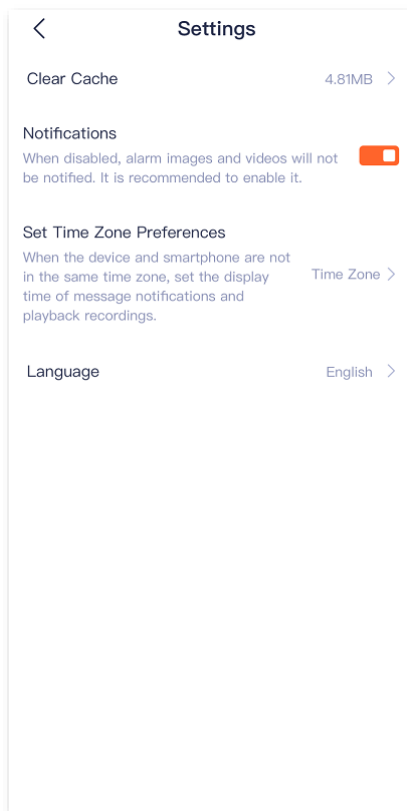 Settings
Clear Cache 4.81MB
Notifications
When disabled, alarm images and videos will not
be notified. It is recommended to enable it.
Set Time Zone Preferences
When the device and smartphone are not
in the same time zone, set the display
time of message notifications and
playback recordings.
Time Zone
Language English